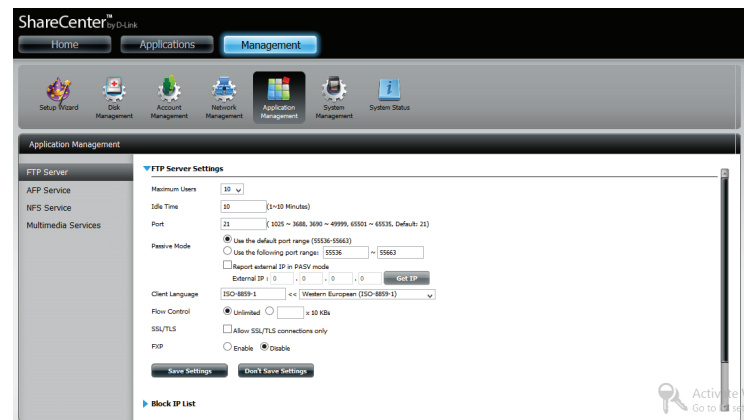 ShareCenter™ by D-Link
Home Applications Management
Setup Wizard Disk Management Account Management Network Management Application Management System Management System Status
Application Management
FTP Server
AFP Service
NFS Service
Multimedia Services
FTP Server Settings
Maximum Users 10
Idle Time 10 (1~10 Minutes)
Port 21 ( 1025 ~ 3688, 3690 ~ 49999, 65501 ~ 65535, Default: 21)
Passive Mode Use the default port range (55536-55663)
Use the following port range: 55536 ~ 55663
Report external IP in PASV mode
External IP : 0 . 0 . 0 . 0 Get IP
Client Language ISO-8859-1 << Western European (ISO-8859-1)
Flow Control Unlimited x 10 KBs
SSL/TLS Allow SSL/TLS connections only
FXP Enable Disable
Save Settings Don't Save Settings
Block IP List
Activate
Go to